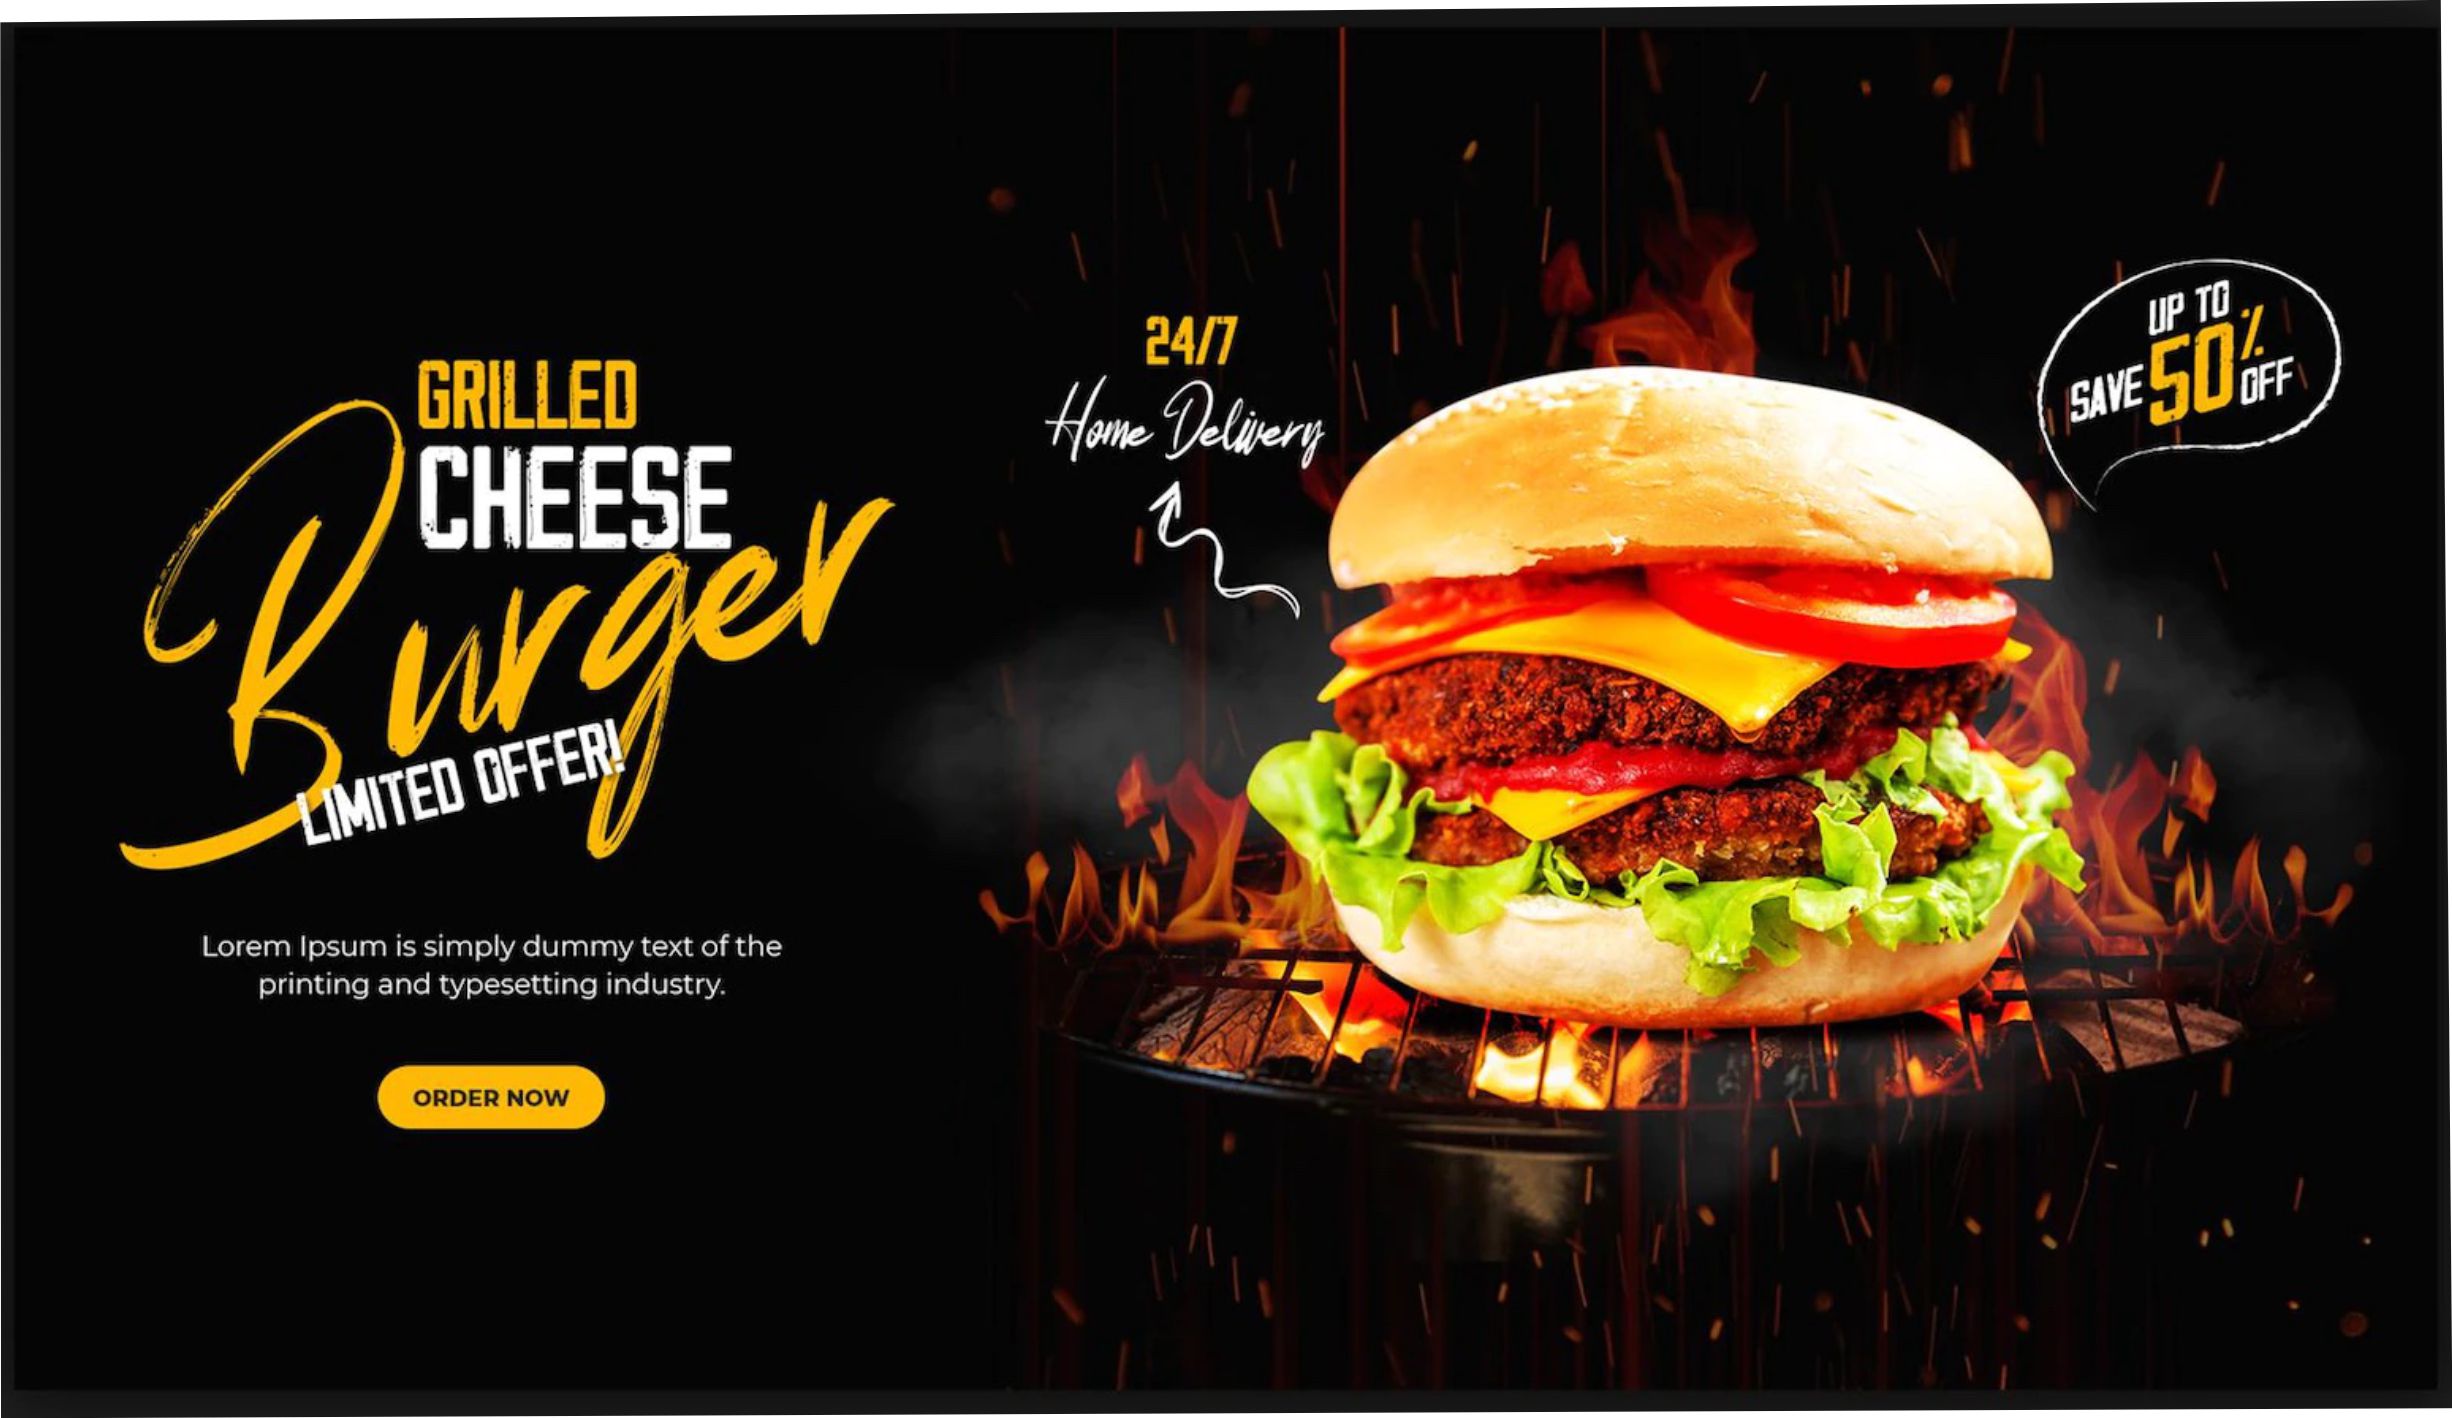 GRILLED
CHEESE
Burger
LIMITED OFFER!
Lorem Ipsum is simply dummy text of the
printing and typesetting industry.
ORDER NOW
24/7
Home Delivery
UP TO
SAVE 50% OFF